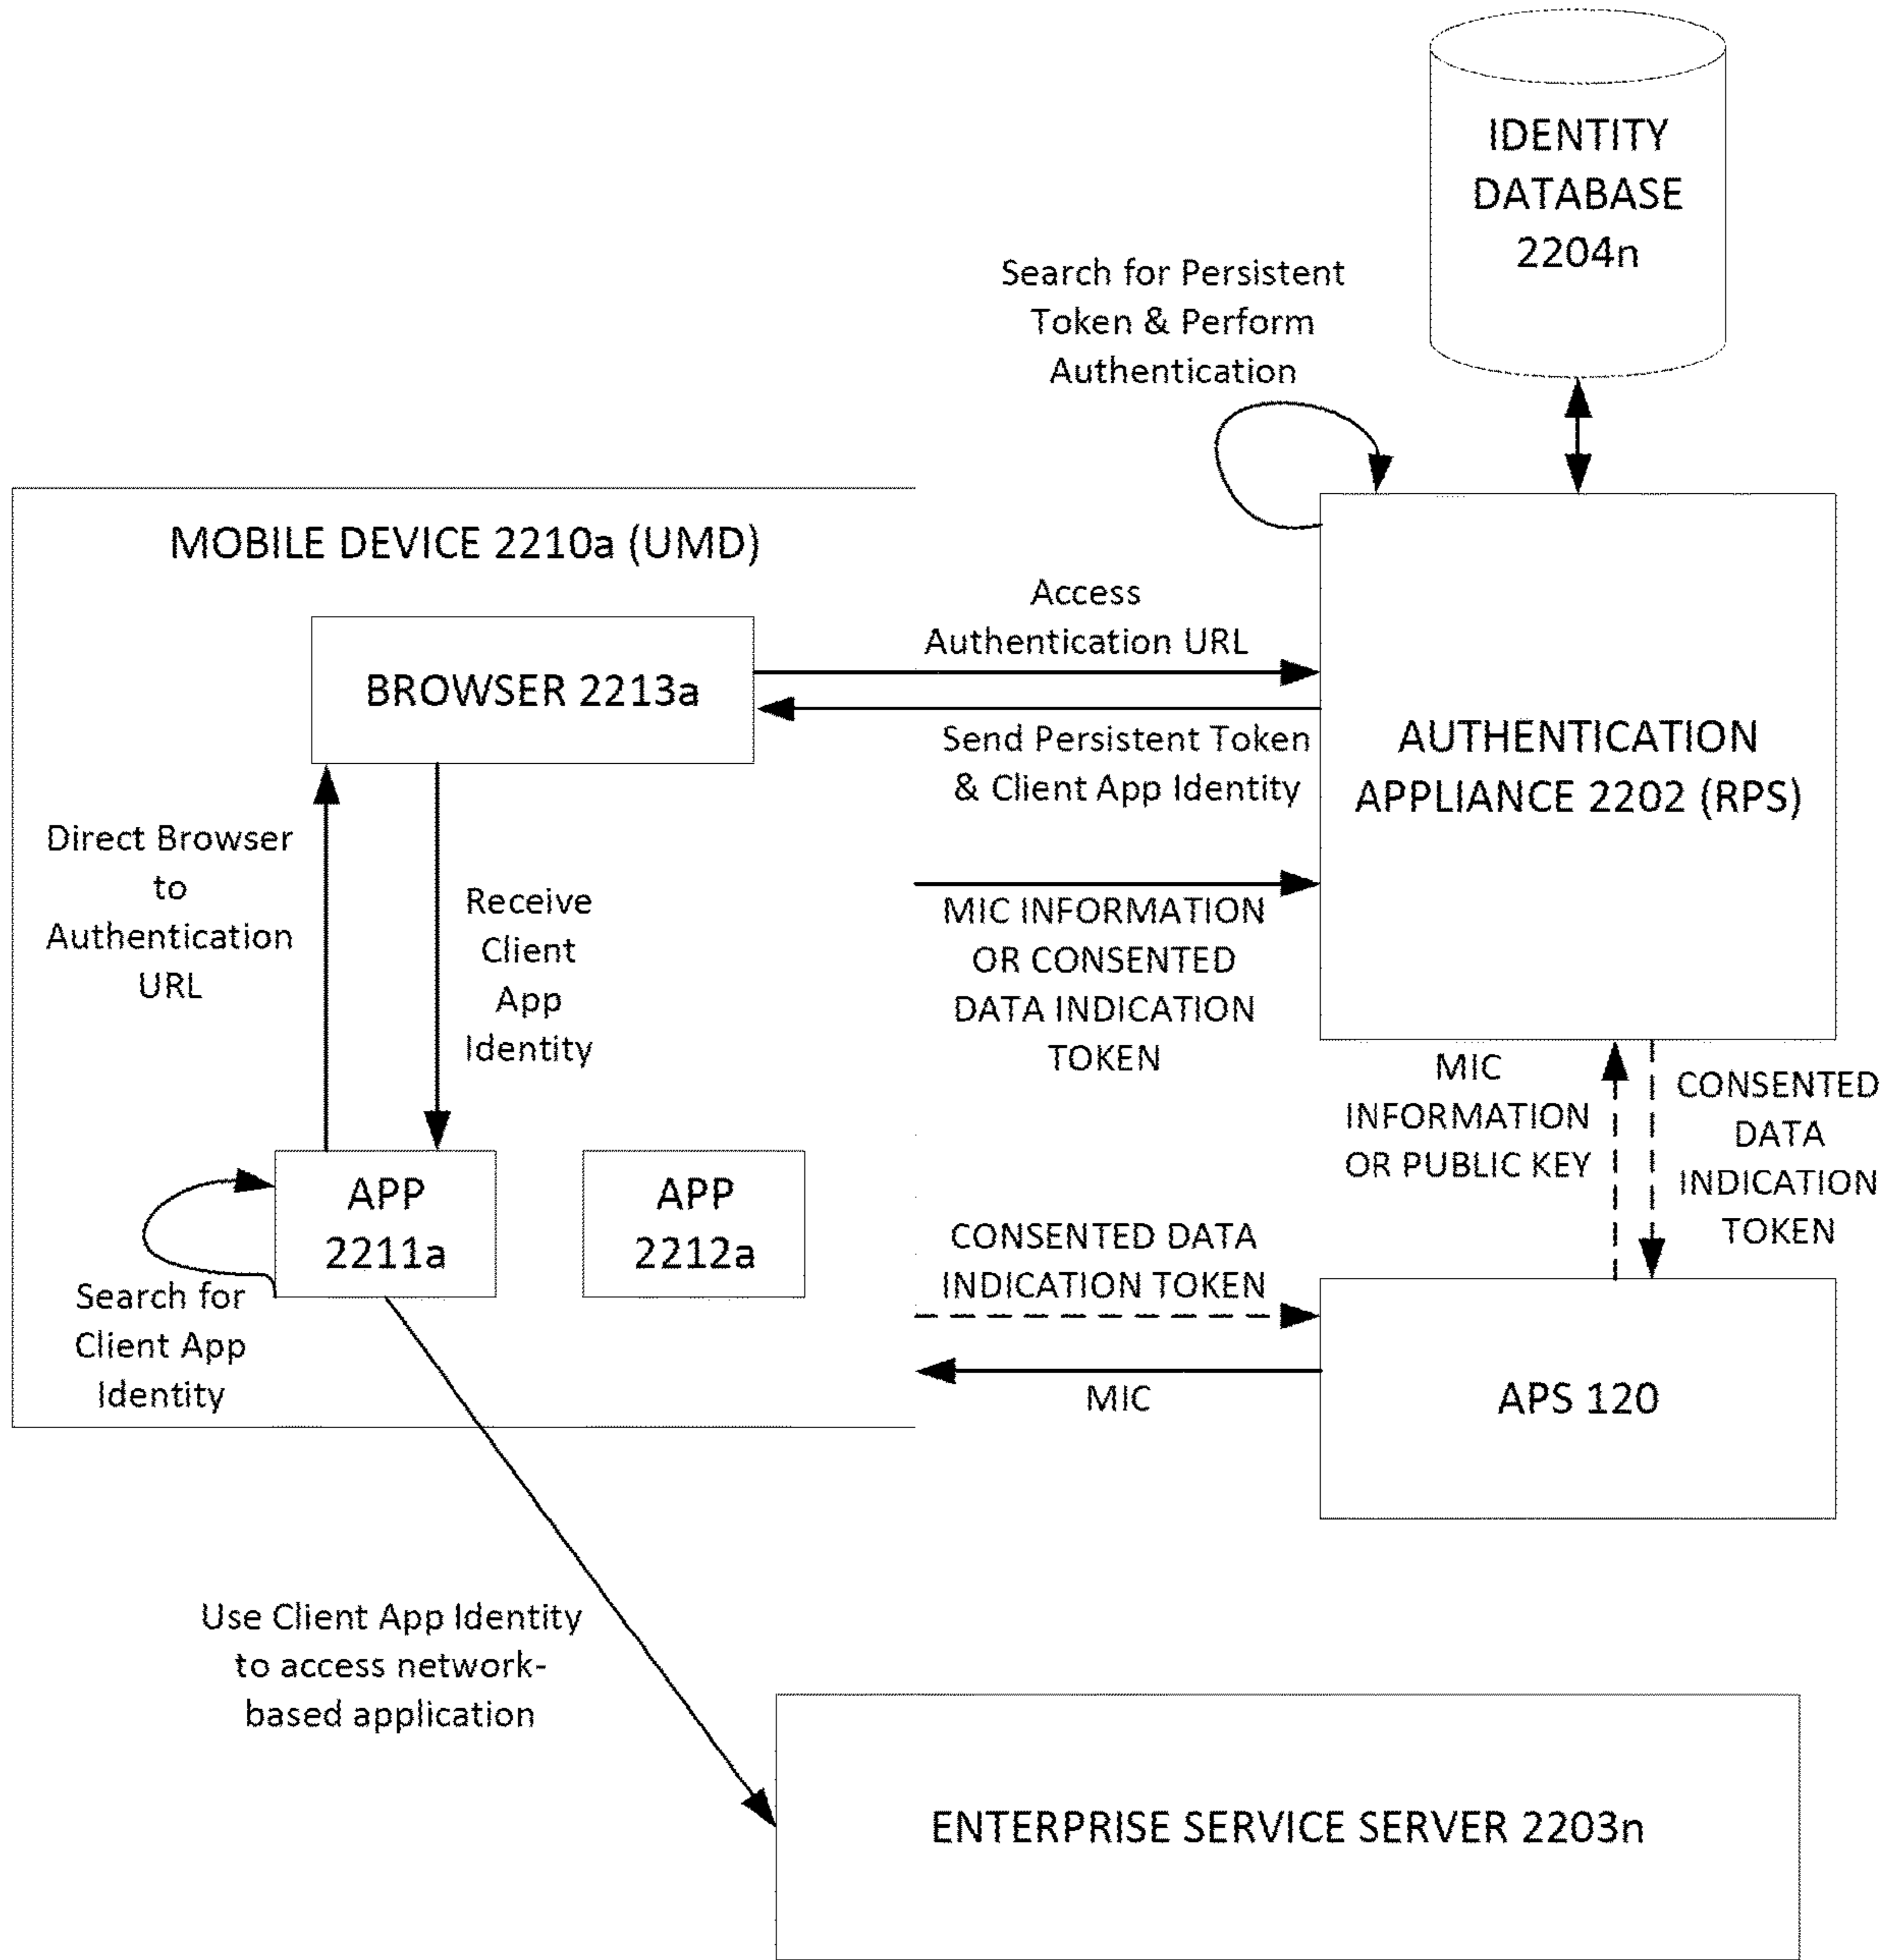 IDENTITY
DATABASE
2204n
Search for Persistent
Token & Perform
Authentication
MOBILE DEVICE 2210a (UMD)
Access
Authentication URL
BROWSER 2213a
Send Persistent Token
& Client App Identity
AUTHENTICATION
APPLIANCE 2202 (RPS)
Direct Browser
to
Authentication
URL
Receive
Client
App
Identity
MIC INFORMATION
OR CONSENTED
DATA INDICATION
TOKEN
MIC
INFORMATION
OR PUBLIC KEY
CONSENTED
DATA
INDICATION
TOKEN
APP
2211a
APP
2212a
Search for
Client App
Identity
CONSENTED DATA
INDICATION TOKEN
MIC
APS 120
Use Client App Identity
to access network-
based application
ENTERPRISE SERVICE SERVER 2203n